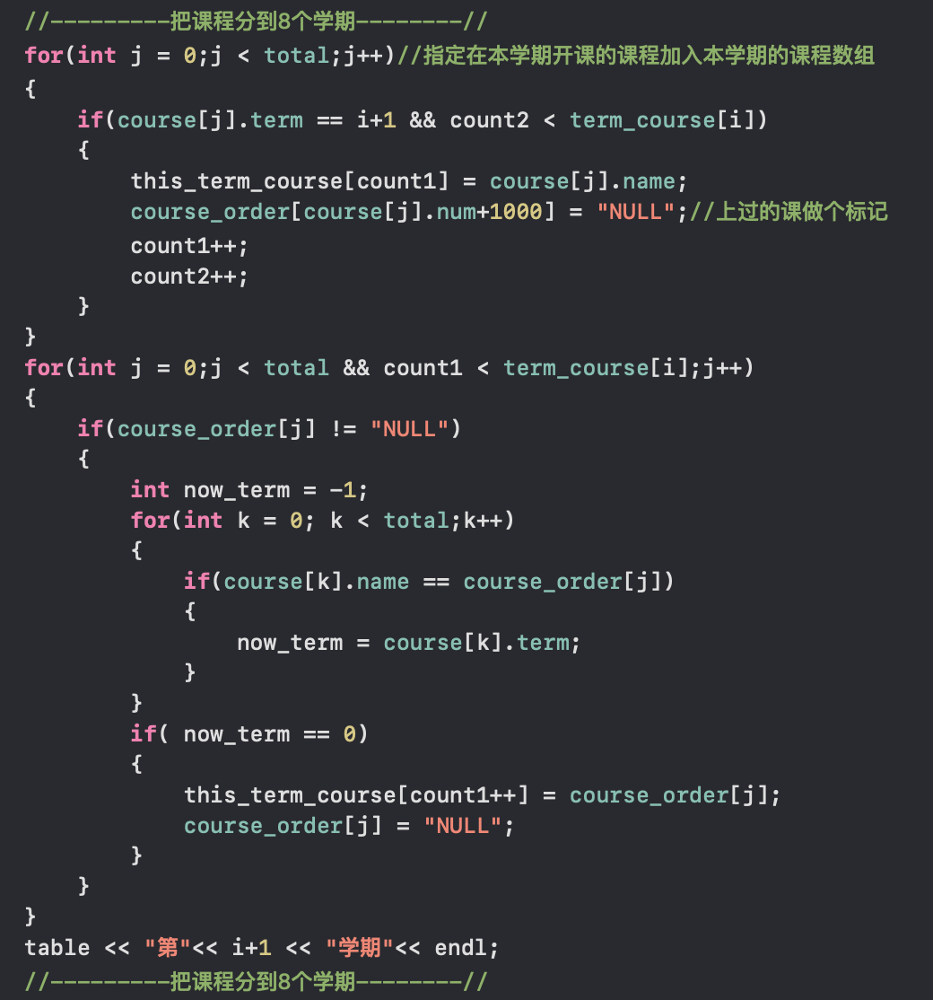 //---------把课程分到8个学期--------//
for(int j = 0;j < total;j++)//指定在本学期开课的课程加入本学期的课程数组
{
    if(course[j].term == i+1 && count2 < term_course[i])
    {
        this_term_course[count1] = course[j].name;
        course_order[course[j].num+1000] = "NULL";//上过的课做个标记
        count1++;
        count2++;
    }
}
for(int j = 0;j < total && count1 < term_course[i];j++)
{
    if(course_order[j] != "NULL")
    {
        int now_term = -1;
        for(int k = 0; k < total;k++)
        {
            if(course[k].name == course_order[j])
            {
                now_term = course[k].term;
            }
        }
        if( now_term == 0)
        {
            this_term_course[count1++] = course_order[j];
            course_order[j] = "NULL";
        }
    }
}
table << "第"<< i+1 << "学期"<< endl;
//---------把课程分到8个学期--------//